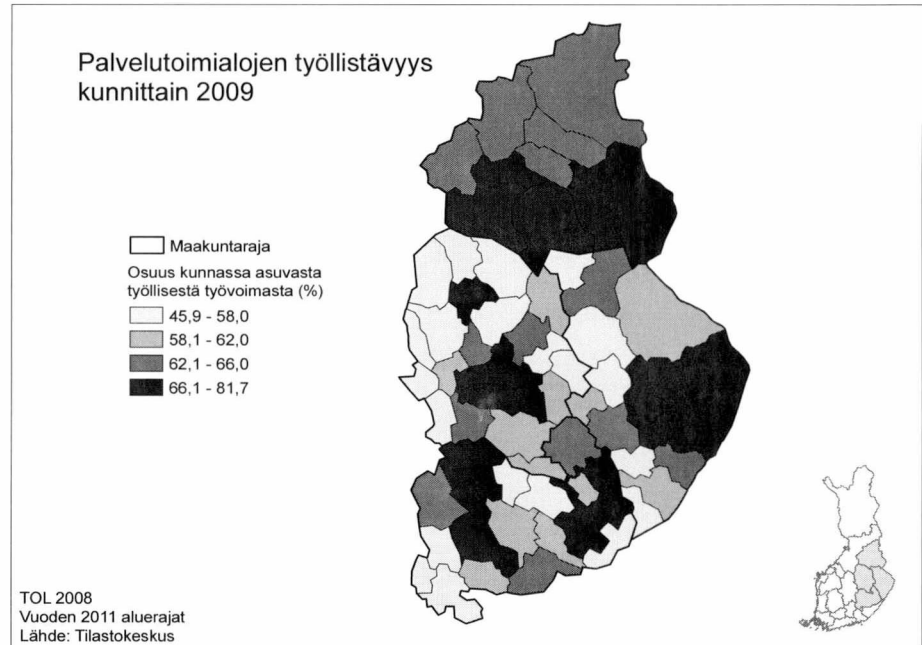 Palvelutoimialojen työllistävyys
kunnittain 2009
Maakuntaraja
Osuus kunnassa asuvasta
työllisestä työvoimasta (%)
45,9 - 58,0
58,1 - 62,0
62,1 - 66,0
66,1 - 81,7
TOL 2008
Vuoden 2011 aluerajat
Lähde: Tilastokeskus